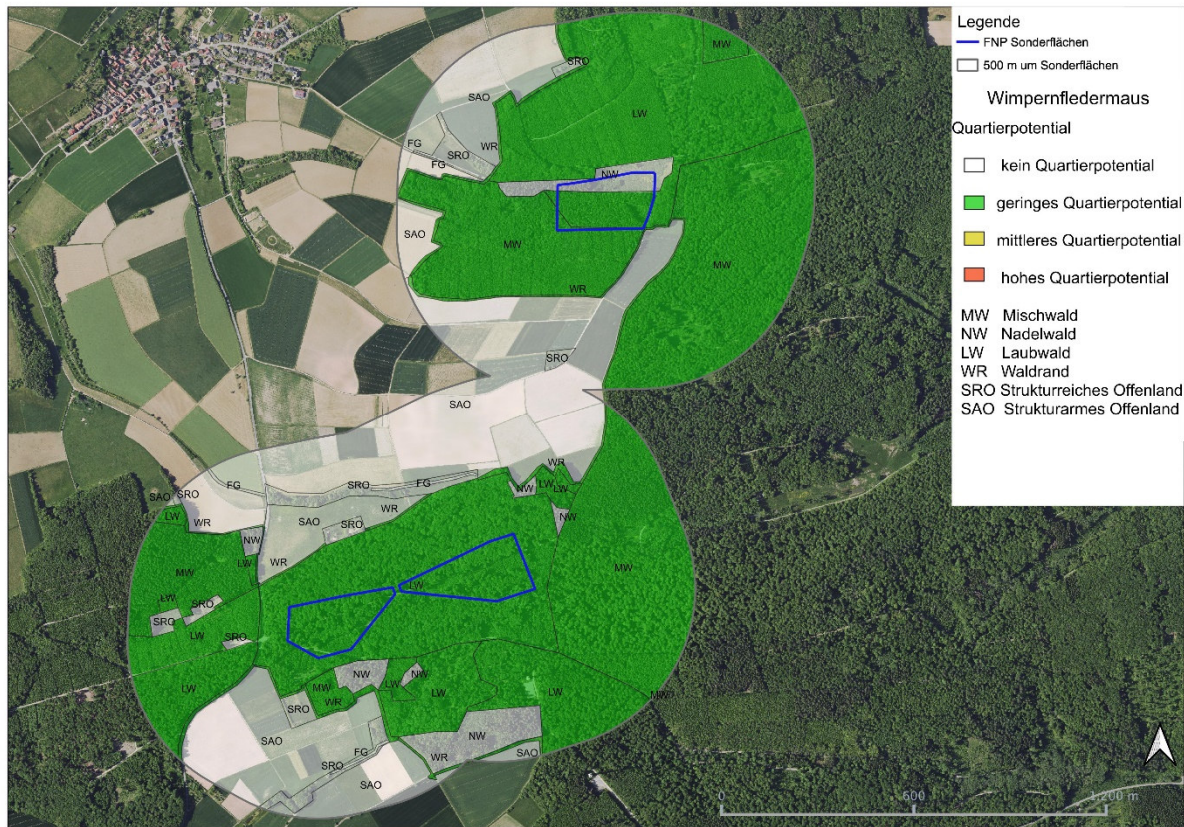 Legende
FNP Sonderflächen
500 m um Sonderflächen
Wimpernfledermaus
Quartierpotential
kein Quartierpotential
geringes Quartierpotential
mittleres Quartierpotential
hohes Quartierpotential
MW Mischwald
NW Nadelwald
LW Laubwald
WR Waldrand
SRO Strukturreiches Offenland
SAO Strukturarmes Offenland
MW
SRO
SAO
LW
FG
SRO
WR
FG
NW
SAO
MW
MW
WR
SRO
SAO
WR
SAO
SRO
FG
SRO
FG
NW
LW
LW
LW
WR
SAO
SRO
WR
NW
NW
WR
LW
MW
LW
MW
LW
SRO
SRO
LW
SRO
LW
NW
NW
MW
LW
LW
LW
MW
WR
SRO
SAO
FG
NW
WR
SAO
SRO
SAO
0 600 1.200 m